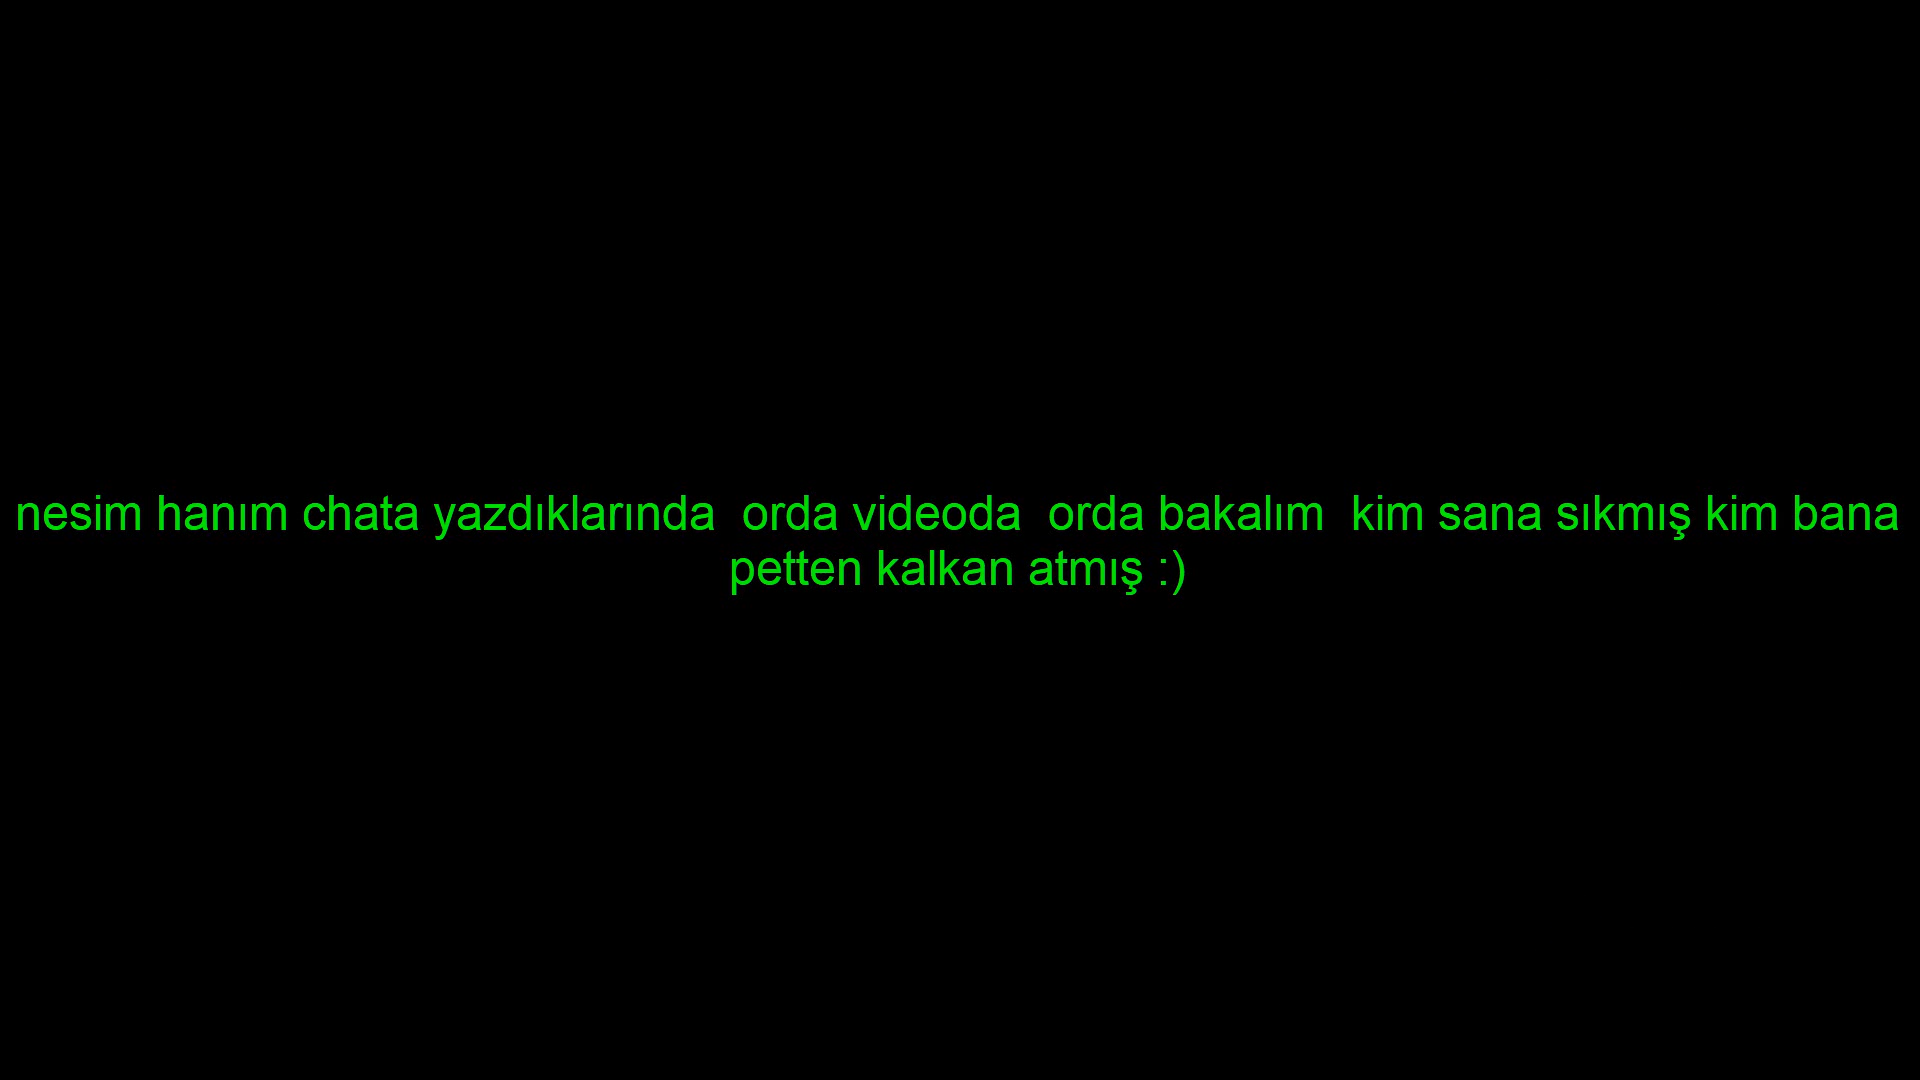 nesim hanım chata yazdıklarında  orda videoda  orda bakalım  kim sana sıkmış kim bana
petten kalkan atmış :)